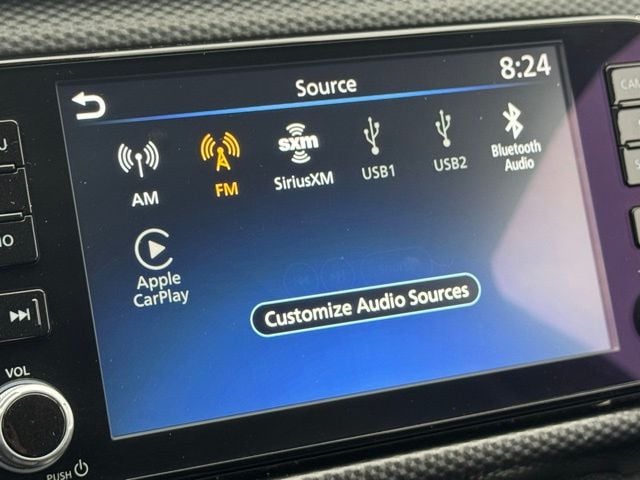 Source
8:24
AM
FM
sxm
SiriusXM
USB1
USB2
Bluetooth
Audio
Apple
CarPlay
Customize Audio Sources
VOL
PUSH